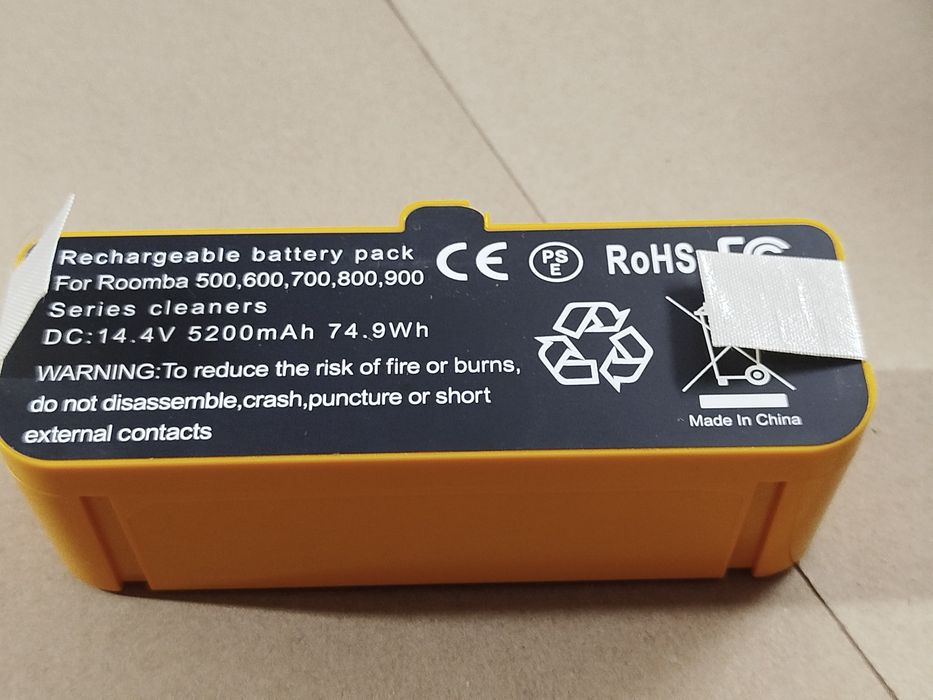 Rechargeable battery pack
For Roomba 500,600,700,800,900
Series cleaners
DC:14.4V 5200mAh 74.9Wh
WARNING:To reduce the risk of fire or burns,
do not disassemble,crash,puncture or short
external contacts
CE
PS
E
RoHS
FC
Made In China